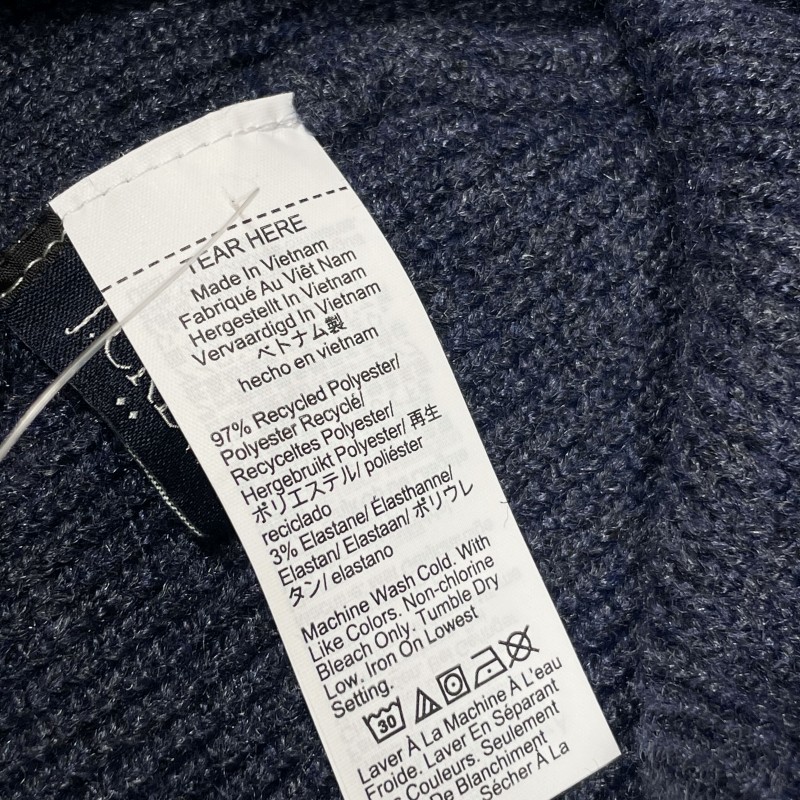 TEAR HERE
Made In Vietnam
Fabriqué Au Việt Nam
Hergestellt In Vietnam
Vervaardigd In Vietnam
ベトナム製
hecho en vietnam
97% Recycled Polyester/
Polyester Recyclé/
Recyceltes Polyester/
Hergebruikt Polyester/ 再生
ポリエステル/ poliéster
reciclado
3% Elastane/ Élasthanne/
Elastan/ Elastaan/ ポリウレ
タン/ elastano
Machine Wash Cold. With
Like Colors. Non-chlorine
Bleach Only. Tumble Dry
Low. Iron On Lowest
Setting.
30
Laver À La Machine À L'eau
Froide. Laver En Séparant
Couleurs. Seulement
De Blanchiment
Sécher À La